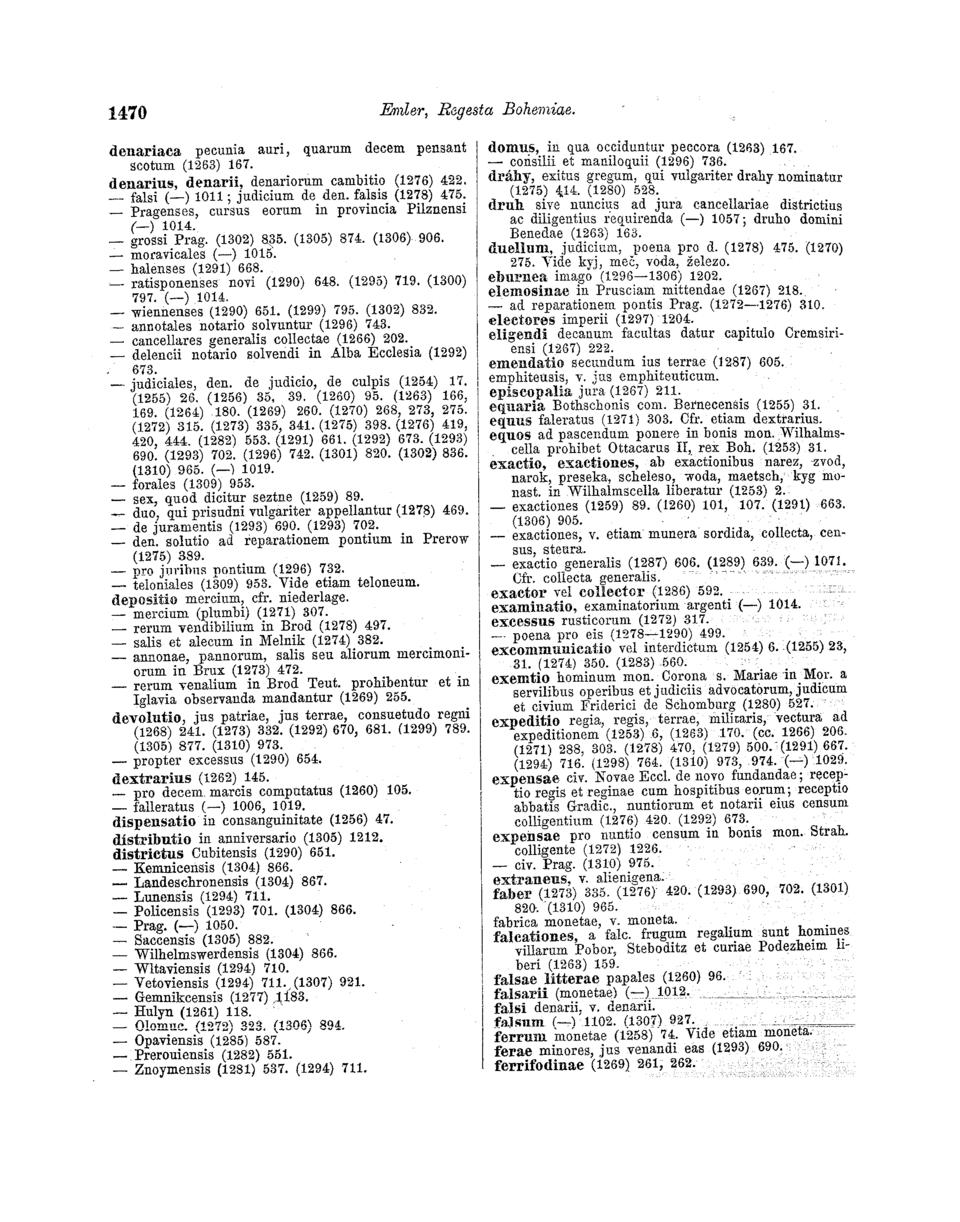 1470
Emler, Regesta Bohemiae.
denariaca pecunia auri, quarum decem pensant
scotum (1263) 167.
denarius, denarii, denariorum cambitio (1276) 422.
— falsi (—) 1011; judicium de den. falsis (1278) 475.
— Pragenses, cursus eorum in provincia Pilznensi
(—) 1014.
— grossi Prag. (1302) 835. (1305) 874. (1306) 906.
— moravicales (—) 1015.
— halenses (1291) 668.
— ratisponenses novi (1290) 648. (1295) 719. (1300)
797. (—) 1014.
— wiennenses (1290) 651. (1299) 795. (1302) 832.
— annotales notario solvuntur (1296) 743.
— cancellares generalis collectae (1266) 202.
— delencii notario solvendi in Alba Ecclesia (1292)
673.
— judiciales, den. de judicio, de culpis (1254) 17.
(1255) 26. (1256) 35, 39. (1260) 95. (1263) 166,
169. (1264) 180. (1269) 260. (1270) 268, 273, 275.
(1272) 315. (1273) 335, 341. (1275) 398. (1276) 419,
420, 444. (1282) 553. (1291) 661. (1292) 673. (1293)
690. (1293) 702. (1296) 742. (1301) 820. (1302) 836.
(1310) 965. (—) 1019.
— forales (1309) 953.
— sex, quod dicitur seztne (1259) 89.
— duo, qui prisudni vulgariter appellantur (1278) 469.
— de juramentis (1293) 690. (1293) 702.
— den. solutio ad reparationem pontium in Prerow
(1275) 389.
— pro juribus pontium (1296) 732.
— teloniales (1309) 953. Vide etiam teloneum.
depositio mercium, cfr. niederlage.
— mercium (plumbi) (1271) 307.
— rerum vendibilium in Brod (1278) 497.
— salis et alecum in Melnik (1274) 382.
— annonae, pannorum, salis seu aliorum mercimoni-
orum in Brux (1273) 472.
— rerum venalium in Brod Teut. prohibentur et in
Iglavia observanda mandantur (1269) 255.
devolutio, jus patriae, jus terrae, consuetudo regni
(1268) 241. (1273) 332. (1292) 670, 681. (1299) 789.
(1305) 877. (1310) 973.
— propter excessus (1290) 654.
dextrarius (1262) 145.
— pro decem marcis computatus (1260) 105.
— falleratus (—) 1006, 1019.
dispensatio in consanguinitate (1256) 47.
distributio in anniversario (1305) 1212.
districtus Cubitensis (1290) 651.
— Kemnicensis (1304) 866.
— Landeschronensis (1304) 867.
— Lunensis (1294) 711.
— Policensis (1293) 701. (1304) 866.
— Prag. (—) 1050.
— Saccensis (1305) 882.
— Wilhelmswerdensis (1304) 866.
— Wltaviensis (1294) 710.
— Vetoviensis (1294) 711. (1307) 921.
— Gemnikcensis (1277) 1183.
— Hulyn (1261) 118.
— Olomuc. (1272) 323. (1306) 894.
— Opaviensis (1285) 587.
— Prerouiensis (1282) 551.
— Znoymensis (1281) 537. (1294) 711.
domus, in qua occiduntur peccora (1263) 167.
— consilii et maniloquii (1296) 736.
dráhy, exitus gregum, qui vulgariter drahy nominatur
(1275) 414. (1280) 528.
druh sive nuncius ad jura cancellariae districtius
ac diligentius requirenda (—) 1057; druho domini
Benedae (1263) 163.
duellum, judicium, poena pro d. (1278) 475. (1270)
275. Vide kyj, meč, voda, železo.
eburnea imago (1296—1306) 1202.
elemosinae in Prusciam mittendae (1267) 218.
— ad reparationem pontis Prag. (1272—1276) 310.
electores imperii (1297) 1204.
eligendi decanum facultas datur capitulo Cremsiri-
ensi (1267) 222.
emendatio secundum ius terrae (1287) 605.
emphiteusis, v. jus emphiteuticum.
episcopalia jura (1267) 211.
equaria Bothschonis com. Bernecensis (1255) 31.
equus faleratus (1271) 303. Cfr. etiam dextrarius.
equos ad pascendum ponere in bonis mon. Wilhalms-
cella prohibet Ottacarus II, rex Boh. (1253) 31.
exactio, exactiones, ab exactionibus narez, zvod,
narok, preseka, scheleso, woda, maetsch, kyg mo-
nast. in Wilhalmscella liberatur (1253) 2.
— exactiones (1259) 89. (1260) 101, 107. (1291) 663.
(1306) 905.
— exactiones, v. etiam munera sordida, collecta, cen-
sus, steura.
— exactio generalis (1287) 606. (1289) 639. (—) 1071.
Cfr. collecta generalis.
exactor vel collector (1286) 592.
examinatio, examinatorium argenti (—) 1014.
excessus rusticorum (1272) 317.
— poena pro eis (1278—1290) 499.
excommunicatio vel interdictum (1254) 6. (1255) 23,
31. (1274) 350. (1283) 560.
exemtio hominum mon. Corona s. Mariae in Mor. a
servilibus operibus et judiciis advocatorum, judicum
et civium Friderici de Schomburg (1280) 527.
expeditio regia, regis, terrae, militaris, vectura ad
expeditionem (1253) 6, (1263) 170. (cc. 1266) 206.
(1271) 288, 303. (1278) 470, (1279) 500. (1291) 667.
(1294) 716. (1298) 764. (1310) 973, 974. (—) 1029.
expensae civ. Novae Eccl. de novo fundandae; recep-
tio regis et reginae cum hospitibus eorum; receptio
abbatis Gradic., nuntiorum et notarii eius censum
colligentium (1276) 420. (1292) 673.
expensae pro nuntio censum in bonis mon. Strah.
colligente (1272) 1226.
— civ. Prag. (1310) 975.
extraneus, v. alienigena.
faber (1273) 335. (1276) 420. (1293) 690, 702. (1301)
820. (1310) 965.
fabrica monetae, v. moneta.
falcationes, a falc. frugum regalium sunt homines
villarum Pobor, Steboditz et curiae Podezheim li-
beri (1263) 159.
falsae litterae papales (1260) 96.
falsarii (monetae) (—) 1012.
falsi denarii, v. denarii.
falsum (—) 1102. (1307) 927.
ferrum monetae (1258) 74. Vide etiam moneta.
ferae minores, jus venandi eas (1293) 690.
ferrifodinae (1269) 261, 262.